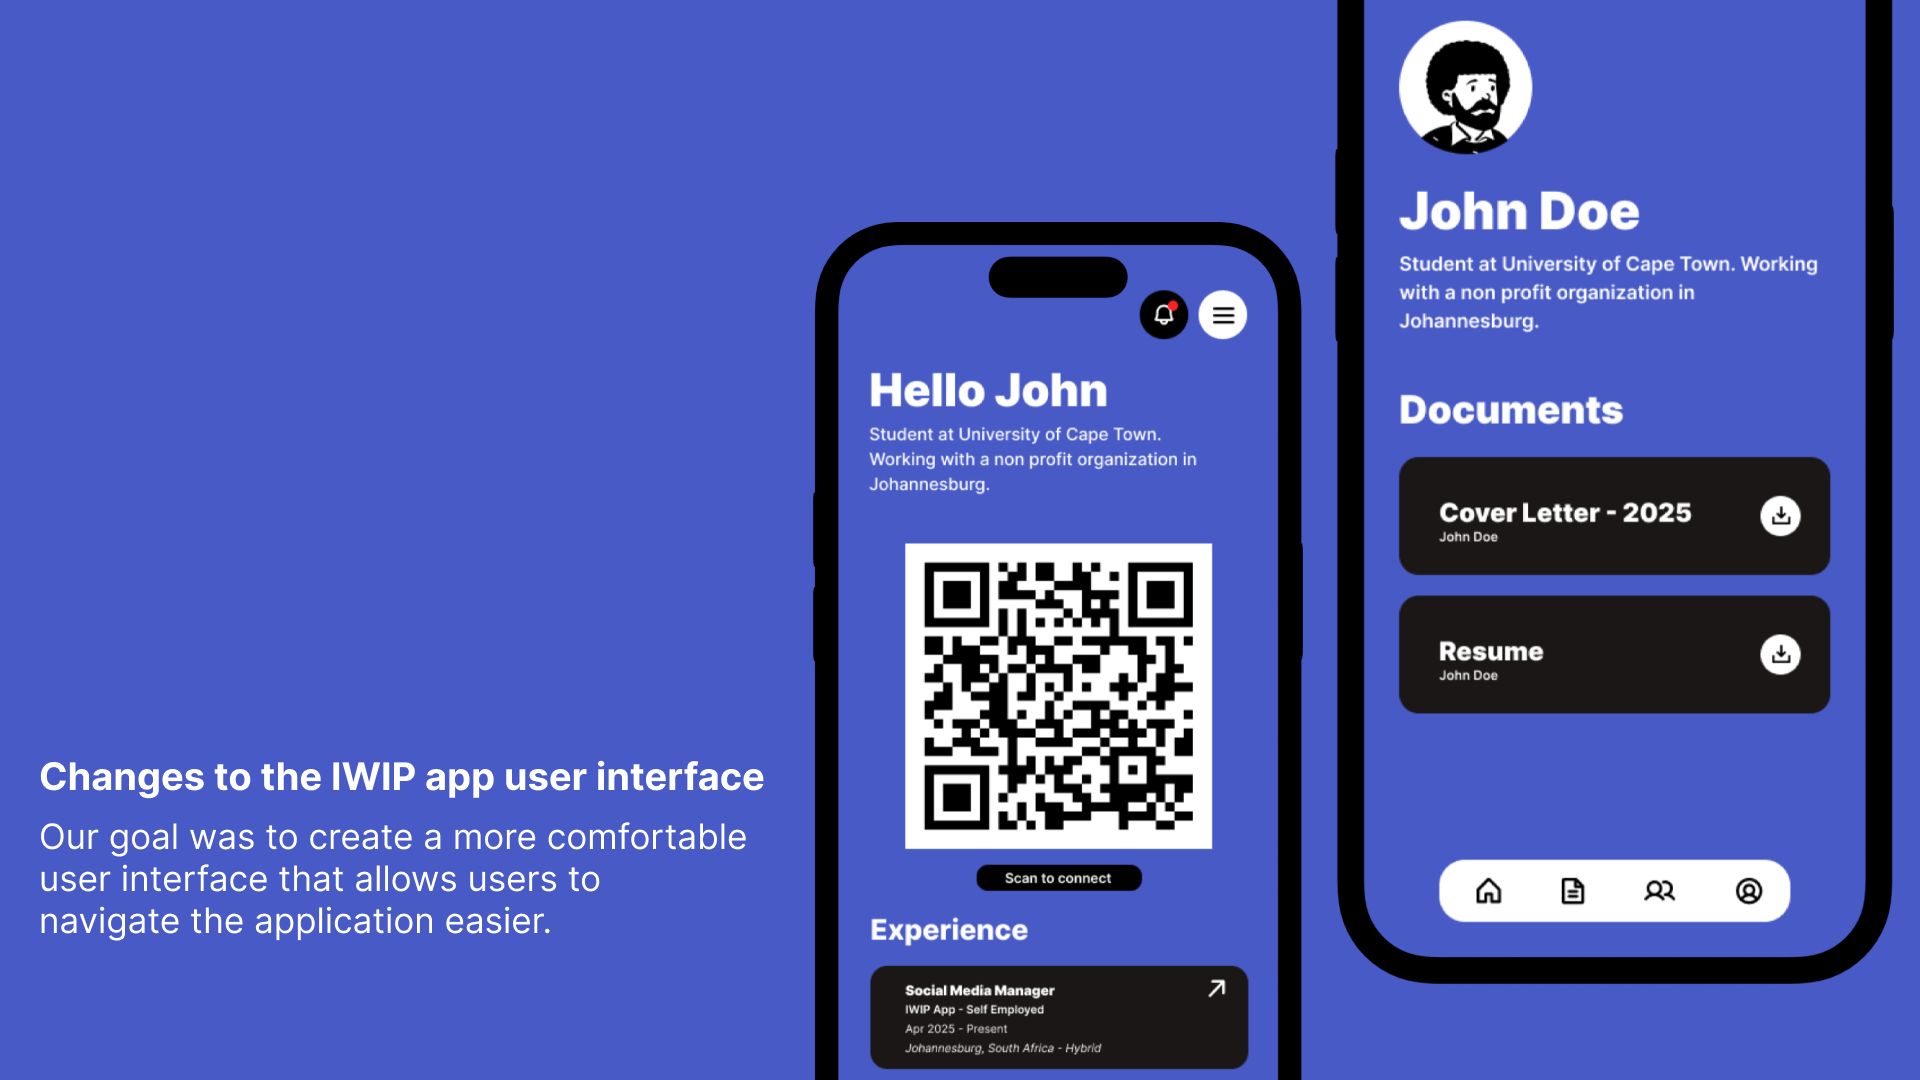 Changes to the IWIP app user interface
Our goal was to create a more comfortable
user interface that allows users to
navigate the application easier.
Hello John
Student at University of Cape Town.
Working with a non profit organization in
Johannesburg.
Scan to connect
Experience
Social Media Manager
IWIP App - Self Employed
Apr 2025 - Present
Johannesburg, South Africa - Hybrid
John Doe
Student at University of Cape Town. Working
with a non profit organization in
Johannesburg.
Documents
Cover Letter - 2025
John Doe
Resume
John Doe